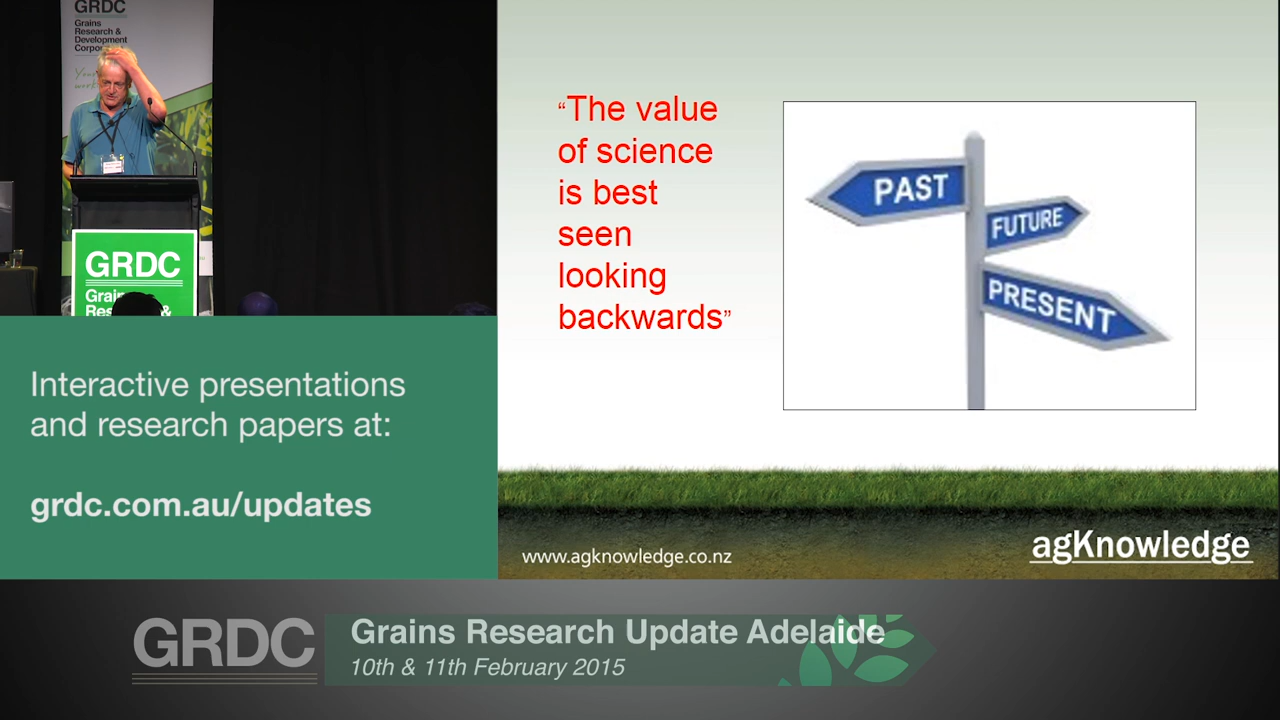 GRDC
Grains
Research &
Development
GRDC
“The value
of science
is best
seen
looking
backwards”
PAST
FUTURE
PRESENT
Interactive presentations
and research papers at:
grdc.com.au/updates
www.agknowledge.co.nz
agKnowledge
GRDC
Grains Research Update Adelaide
10th & 11th February 2015